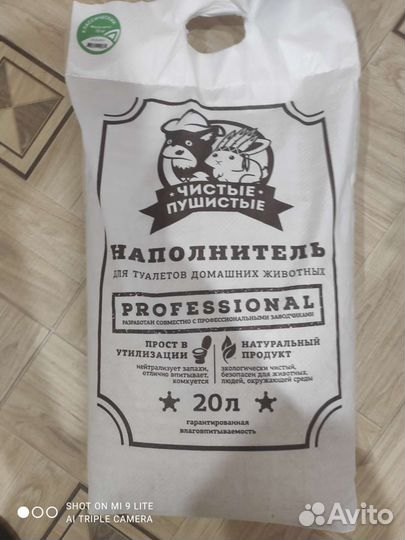 КЛАССИЧЕСКИЙ
ЧИСТЫЕ
ПУШИСТЫЕ
НАПОЛНИТЕЛЬ
ДЛЯ ТУАЛЕТОВ ДОМАШНИХ ЖИВОТНЫХ
PROFESSIONAL
РАЗРАБОТАН СОВМЕСТНО С ПРОФЕССИОНАЛЬНЫМИ ЗАВОДЧИКАМИ
ПРОСТ В
УТИЛИЗАЦИИ
нейтрализует запахи,
отлично впитывает,
комкуется
НАТУРАЛЬНЫЙ
ПРОДУКТ
экологически чистый,
безопасен для животных,
людей, окружающей среды
20 л
гарантированная
влаговпитываемость
SHOT ON MI 9 LITE
AI TRIPLE CAMERA
Avito